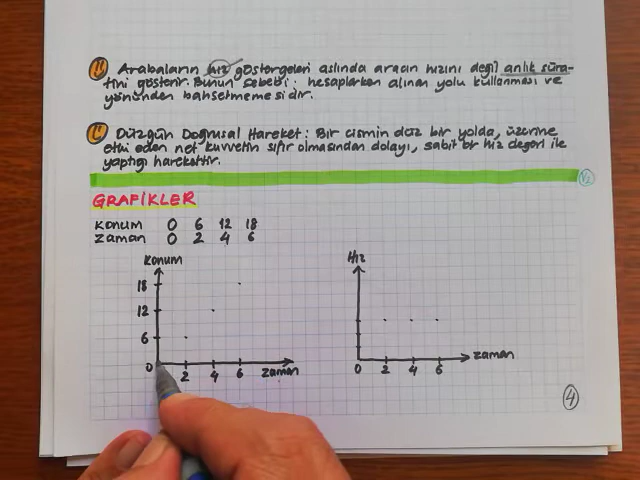 Arabaların hız göstergeleri aslında aracın hızını değil anlık süra-
tini gösterir. Bunun sebebi: hesaplarken alınan yolu kullanması ve
yönünden bahsetmemesidir.
Düzgün Doğrusal Hareket: Bir cismin düz bir yolda, üzerine
etki eden net kuvvetin sıfır olmasından dolayı, sabit bir hız değeri ile
yaptığı harekettir.
GRAFİKLER
Konum 0 6 12 18
Zaman 0 2 4 6
Konum
18
12
6
0 2 4 6 Zaman
Hız
0 2 4 6 Zaman
4